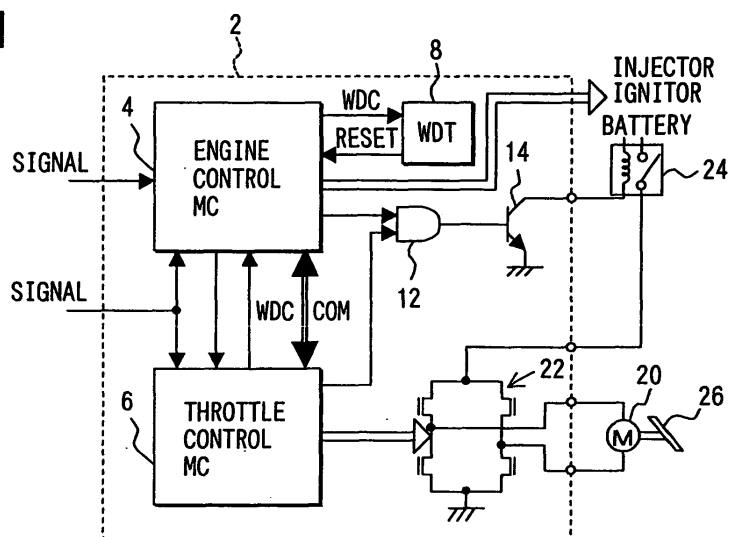 2
8
INJECTOR
IGNITOR
BATTERY
4
WDC
WDT
RESET
ENGINE
CONTROL
MC
SIGNAL
14
24
12
SIGNAL
WDC
COM
6
THROTTLE
CONTROL
MC
22
20
26
M